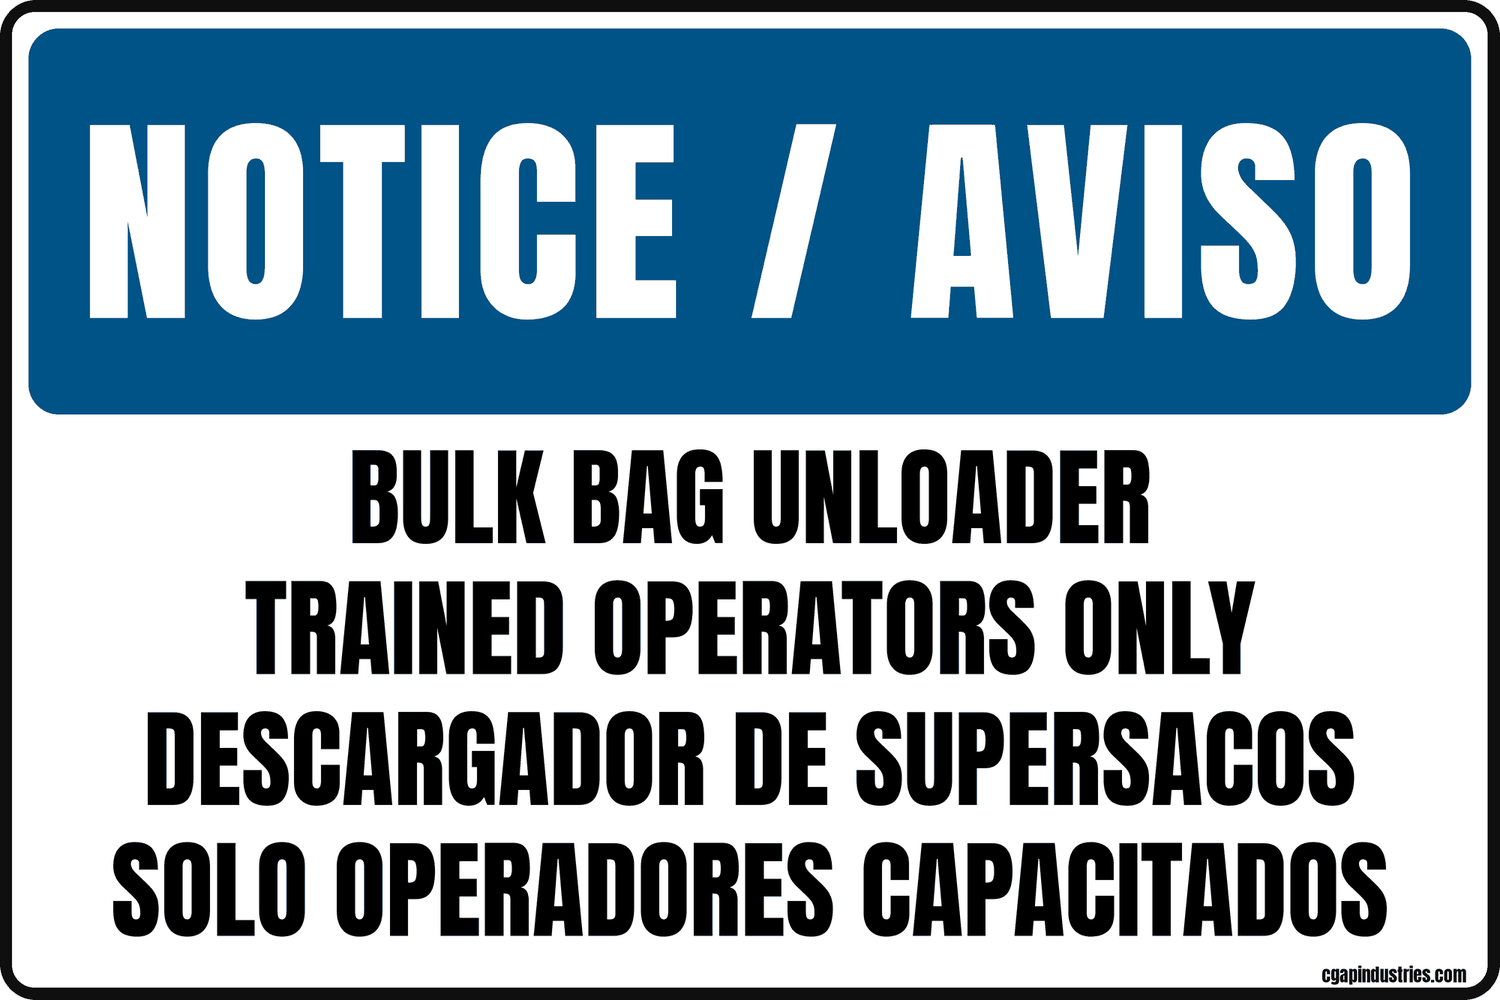 NOTICE / AVISO
BULK BAG UNLOADER
TRAINED OPERATORS ONLY
DESCARGADOR DE SUPERSACOS
SOLO OPERADORES CAPACITADOS
cgapindustries.com